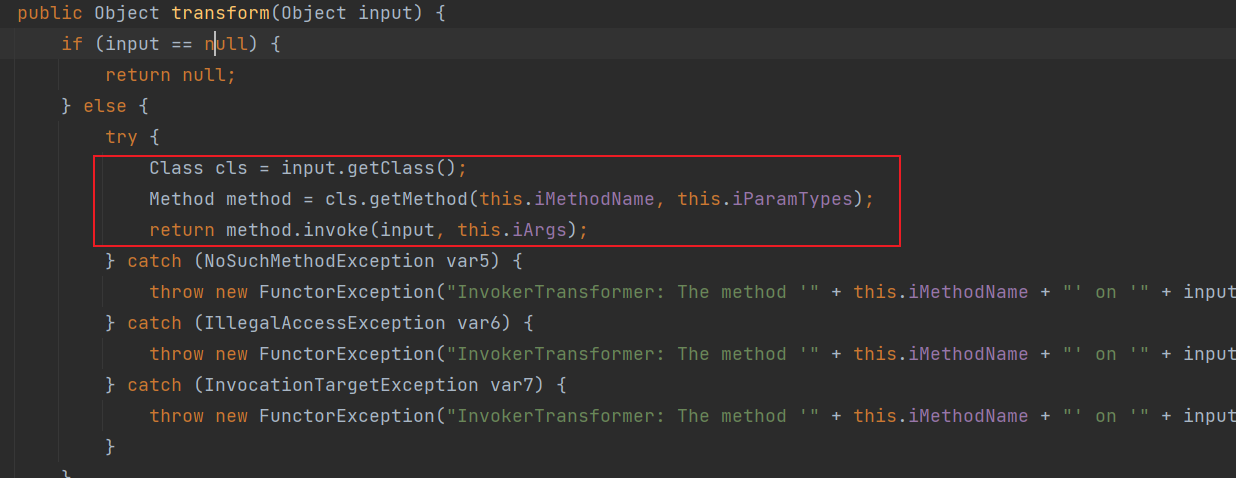 public Object transform(Object input) {
if (input == null) {
return null;
} else {
try {
Class cls = input.getClass();
Method method = cls.getMethod(this.iMethodName, this.iParamTypes);
return method.invoke(input, this.iArgs);
} catch (NoSuchMethodException var5) {
throw new FunctorException("InvokerTransformer: The method '" + this.iMethodName + "' on '" + input
} catch (IllegalAccessException var6) {
throw new FunctorException("InvokerTransformer: The method '" + this.iMethodName + "' on '" + input
} catch (InvocationTargetException var7) {
throw new FunctorException("InvokerTransformer: The method '" + this.iMethodName + "' on '" + input
}
}